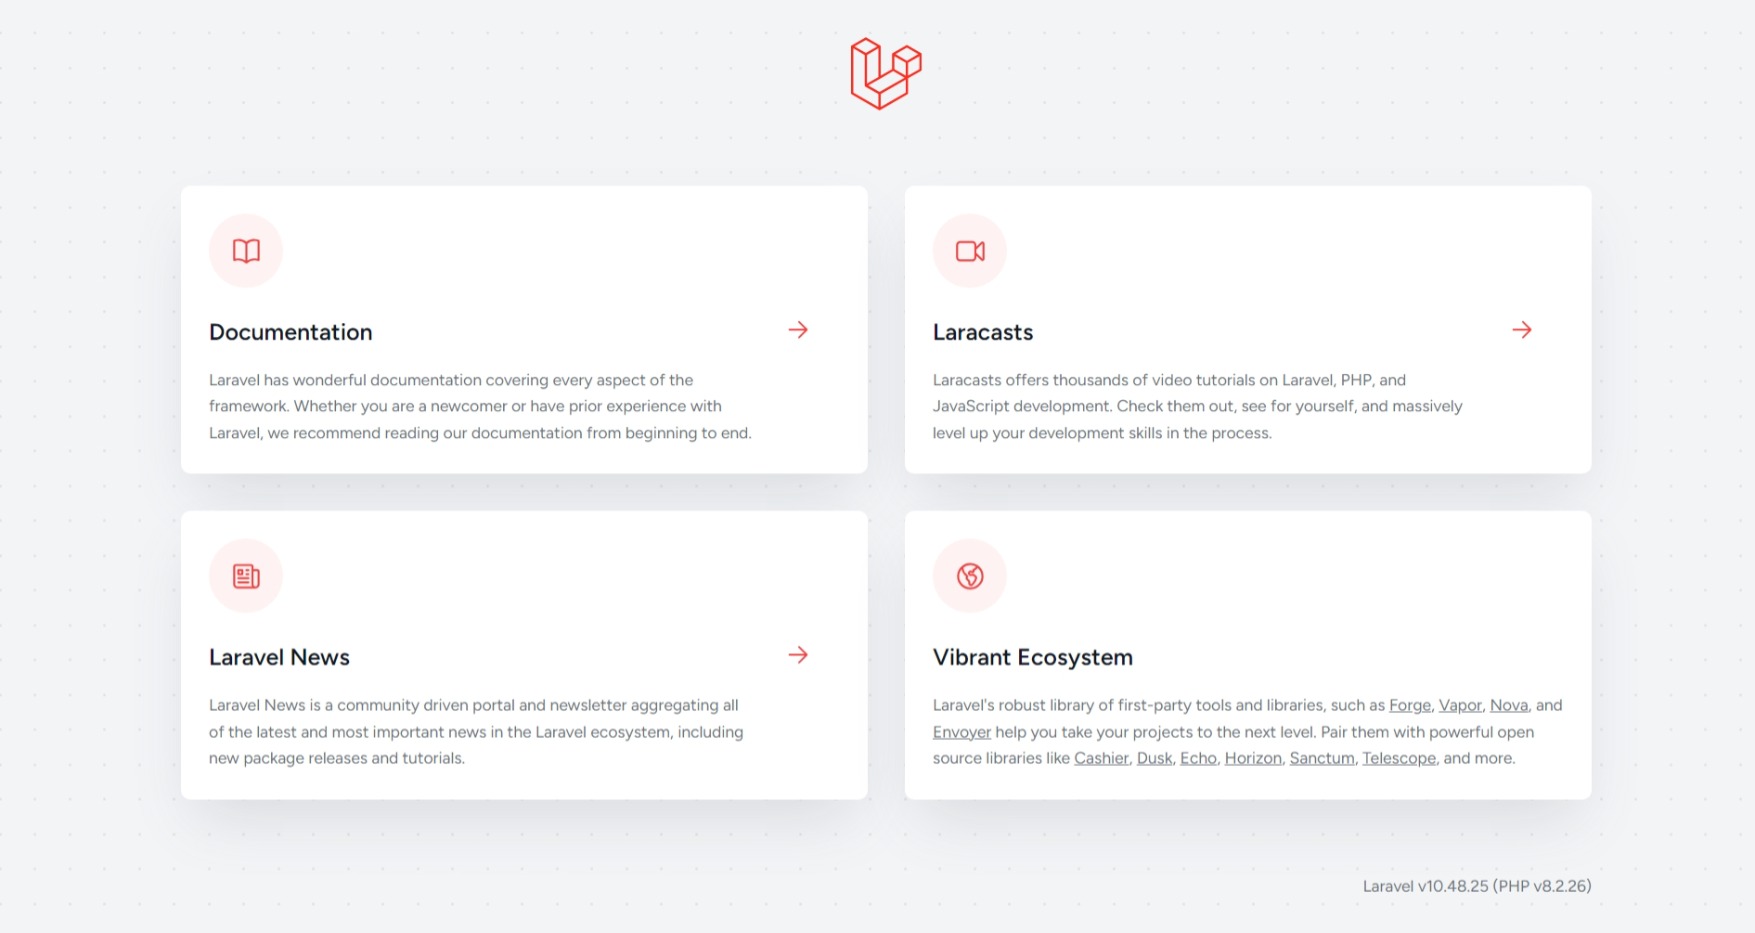 Documentation
Laravel has wonderful documentation covering every aspect of the
framework. Whether you are a newcomer or have prior experience with
Laravel, we recommend reading our documentation from beginning to end.
Laracasts
Laracasts offers thousands of video tutorials on Laravel, PHP, and
JavaScript development. Check them out, see for yourself, and massively
level up your development skills in the process.
Laravel News
Laravel News is a community driven portal and newsletter aggregating all
of the latest and most important news in the Laravel ecosystem, including
new package releases and tutorials.
Vibrant Ecosystem
Laravel's robust library of first-party tools and libraries, such as Forge, Vapor, Nova, and
Envoyer help you take your projects to the next level. Pair them with powerful open
source libraries like Cashier, Dusk, Echo, Horizon, Sanctum, Telescope, and more.
Laravel v10.48.25 (PHP v8.2.26)